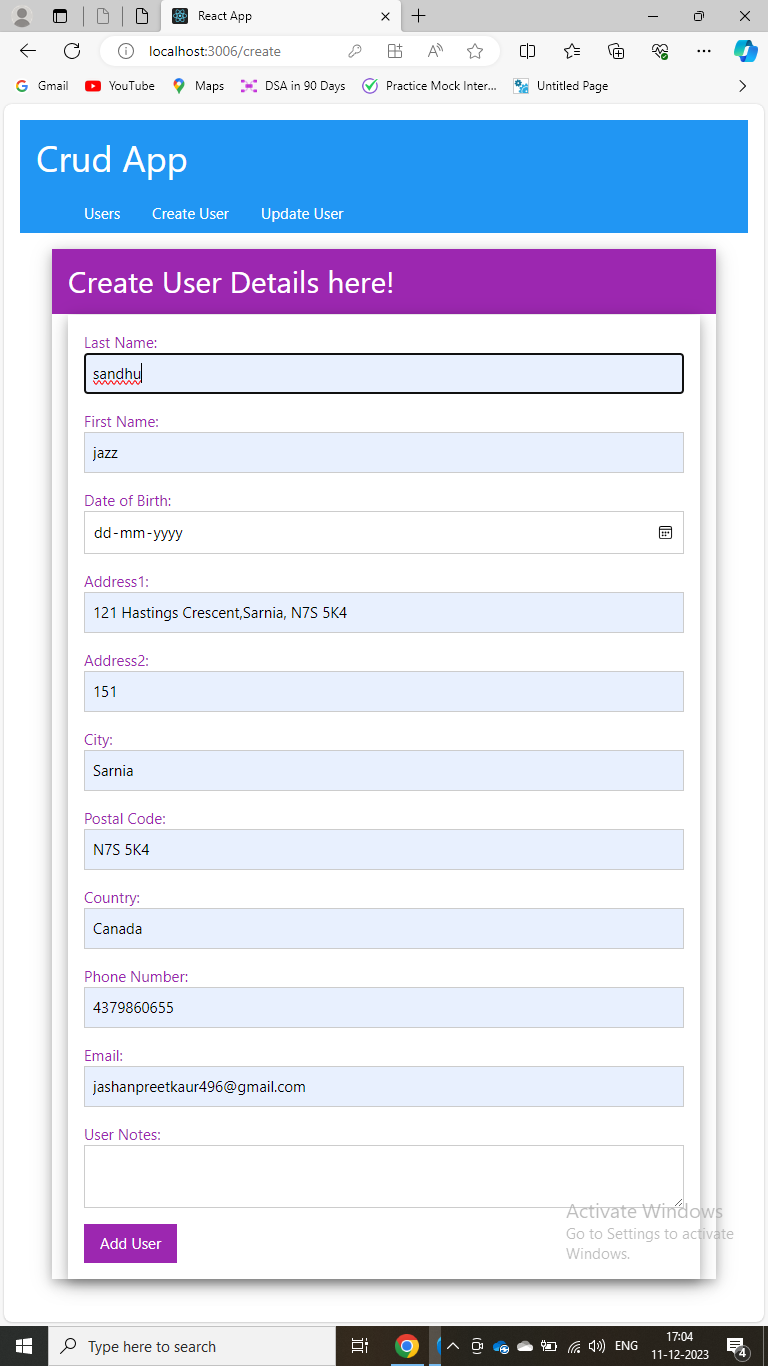 React App
localhost:3006/create
Gmail YouTube Maps DSA in 90 Days Practice Mock Inter... Untitled Page
Crud App
Users Create User Update User
Create User Details here!
Last Name:
sandhu
First Name:
jazz
Date of Birth:
dd-mm-yyyy
Address1:
121 Hastings Crescent,Sarnia, N7S 5K4
Address2:
151
City:
Sarnia
Postal Code:
N7S 5K4
Country:
Canada
Phone Number:
4379860655
Email:
jashanpreetkaur496@gmail.com
User Notes:
Add User
Activate Windows
Go to Settings to activate
Windows.
Type here to search
ENG
17:04
11-12-2023
4